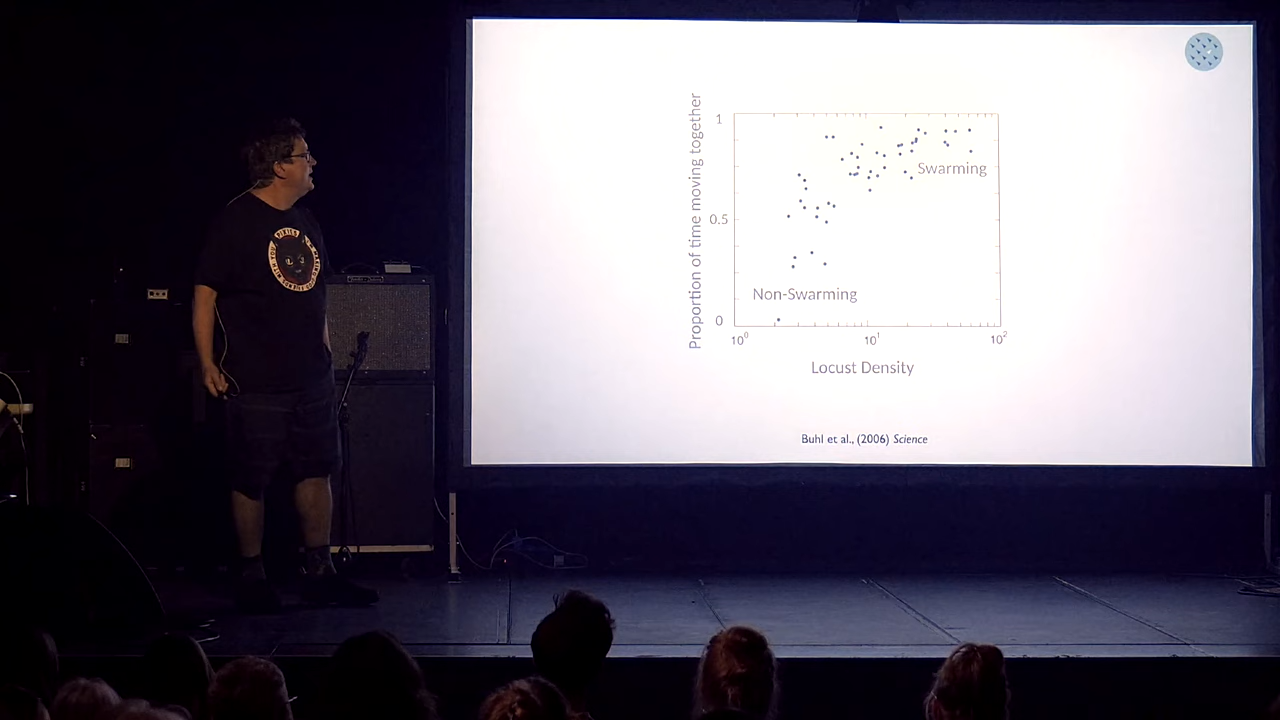 Proportion of time moving together
1
0.5
0
Swarming
Non-Swarming
10⁰
10¹
10²
Locust Density
Buhl et al., (2006) Science
PIXIES